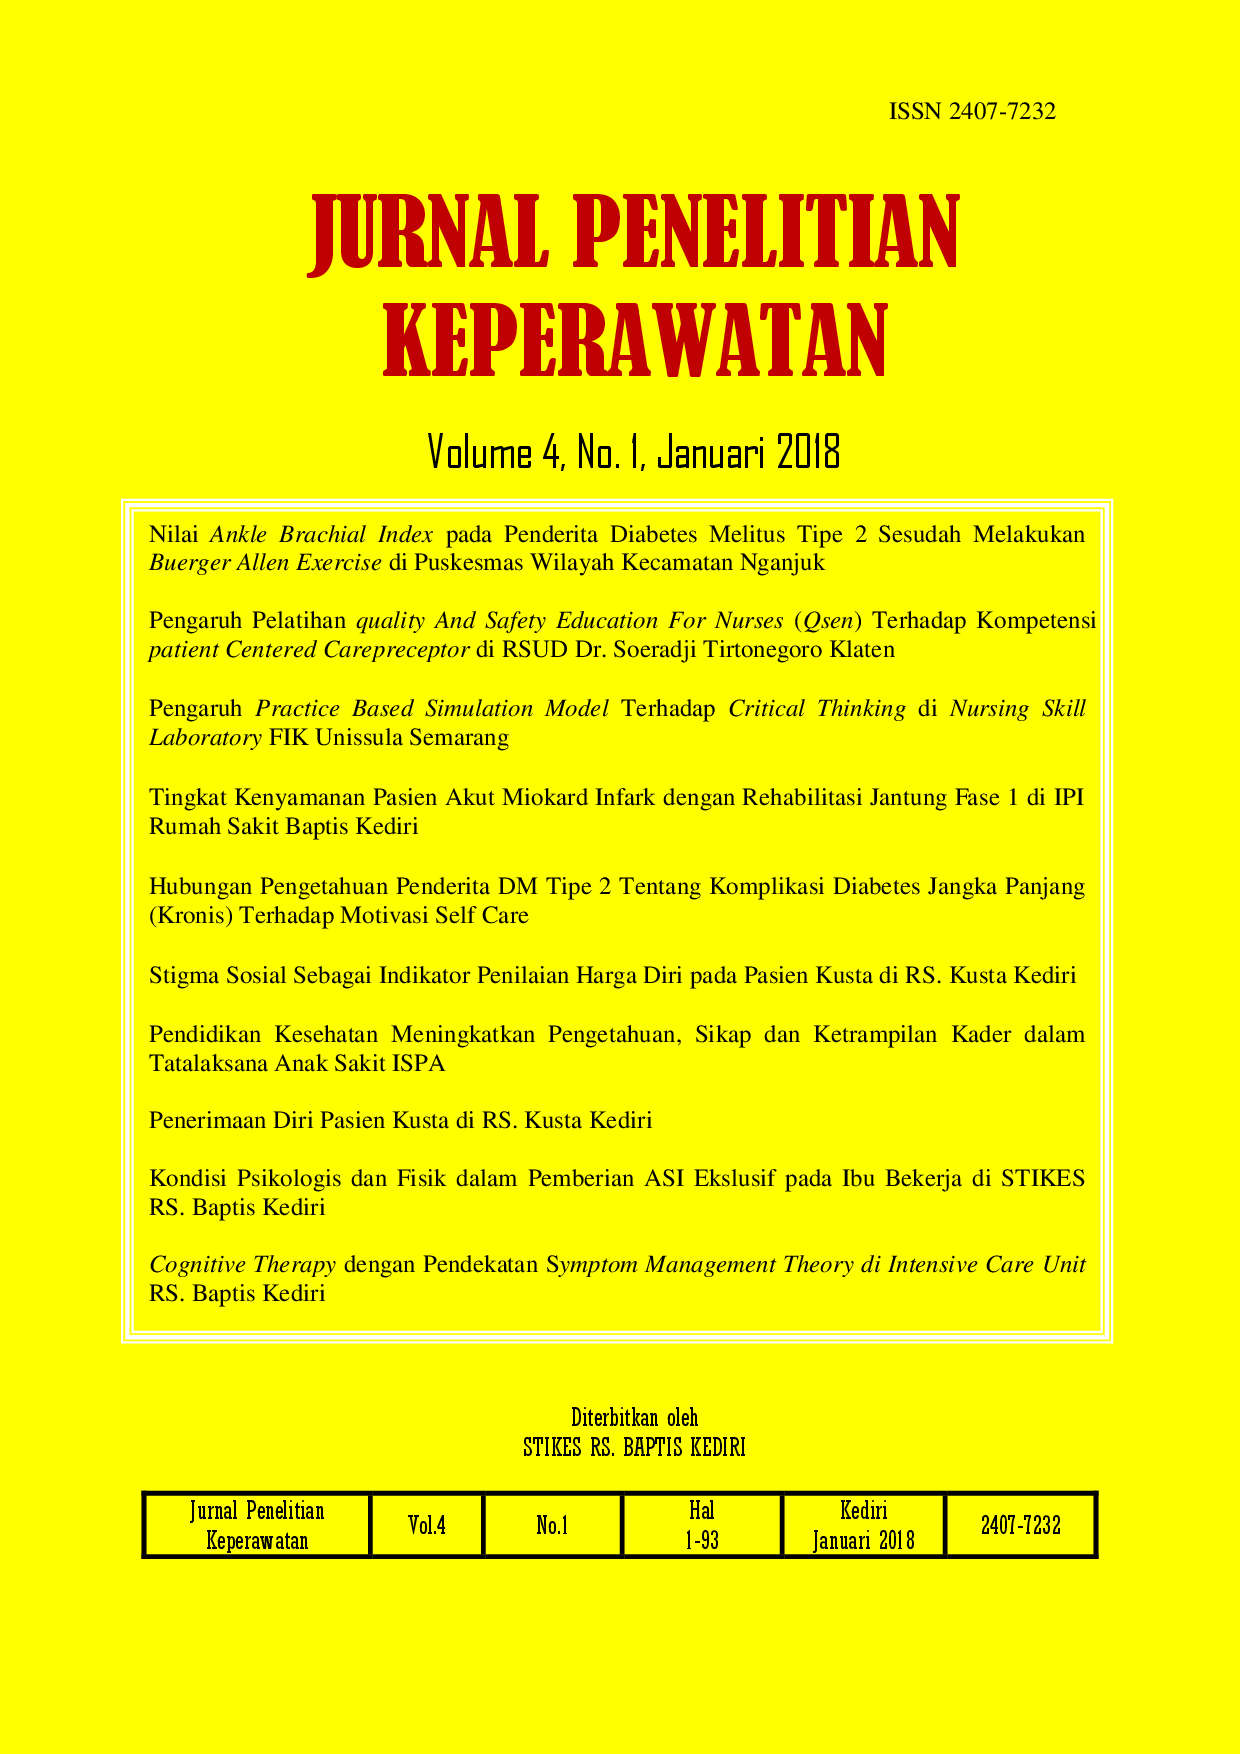 ISSN 2407-7232
JURNAL PENELITIAN
KEPERAWATAN
Volume 4, No. 1, Januari 2018
Nilai Ankle Brachial Index pada Penderita Diabetes Melitus Tipe 2 Sesudah Melakukan
Buerger Allen Exercise di Puskesmas Wilayah Kecamatan Nganjuk
Pengaruh Pelatihan quality And Safety Education For Nurses (Qsen) Terhadap Kompetensi
patient Centered Carepreceptor di RSUD Dr. Soeradji Tirtonegoro Klaten
Pengaruh Practice Based Simulation Model Terhadap Critical Thinking di Nursing Skill
Laboratory FIK Unissula Semarang
Tingkat Kenyamanan Pasien Akut Miokard Infark dengan Rehabilitasi Jantung Fase 1 di IPI
Rumah Sakit Baptis Kediri
Hubungan Pengetahuan Penderita DM Tipe 2 Tentang Komplikasi Diabetes Jangka Panjang
(Kronis) Terhadap Motivasi Self Care
Stigma Sosial Sebagai Indikator Penilaian Harga Diri pada Pasien Kusta di RS. Kusta Kediri
Pendidikan Kesehatan Meningkatkan Pengetahuan, Sikap dan Ketrampilan Kader dalam
Tatalaksana Anak Sakit ISPA
Penerimaan Diri Pasien Kusta di RS. Kusta Kediri
Kondisi Psikologis dan Fisik dalam Pemberian ASI Ekslusif pada Ibu Bekerja di STIKES
RS. Baptis Kediri
Cognitive Therapy dengan Pendekatan Symptom Management Theory di Intensive Care Unit
RS. Baptis Kediri
Diterbitkan oleh
STIKES RS. BAPTIS KEDIRI
Jurnal Penelitian
Keperawatan
Vol.4
No.1
Hal
1-93
Kediri
Januari 2018
2407-7232